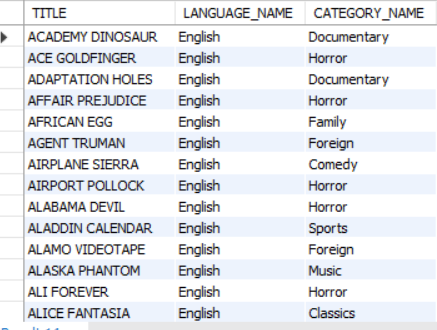 TITLE LANGUAGE_NAME CATEGORY_NAME
ACADEMY DINOSAUR English Documentary
ACE GOLDFINGER English Horror
ADAPTATION HOLES English Documentary
AFFAIR PREJUDICE English Horror
AFRICAN EGG English Family
AGENT TRUMAN English Foreign
AIRPLANE SIERRA English Comedy
AIRPORT POLLOCK English Horror
ALABAMA DEVIL English Horror
ALADDIN CALENDAR English Sports
ALAMO VIDEOTAPE English Foreign
ALASKA PHANTOM English Music
ALI FOREVER English Horror
ALICE FANTASIA English Classics